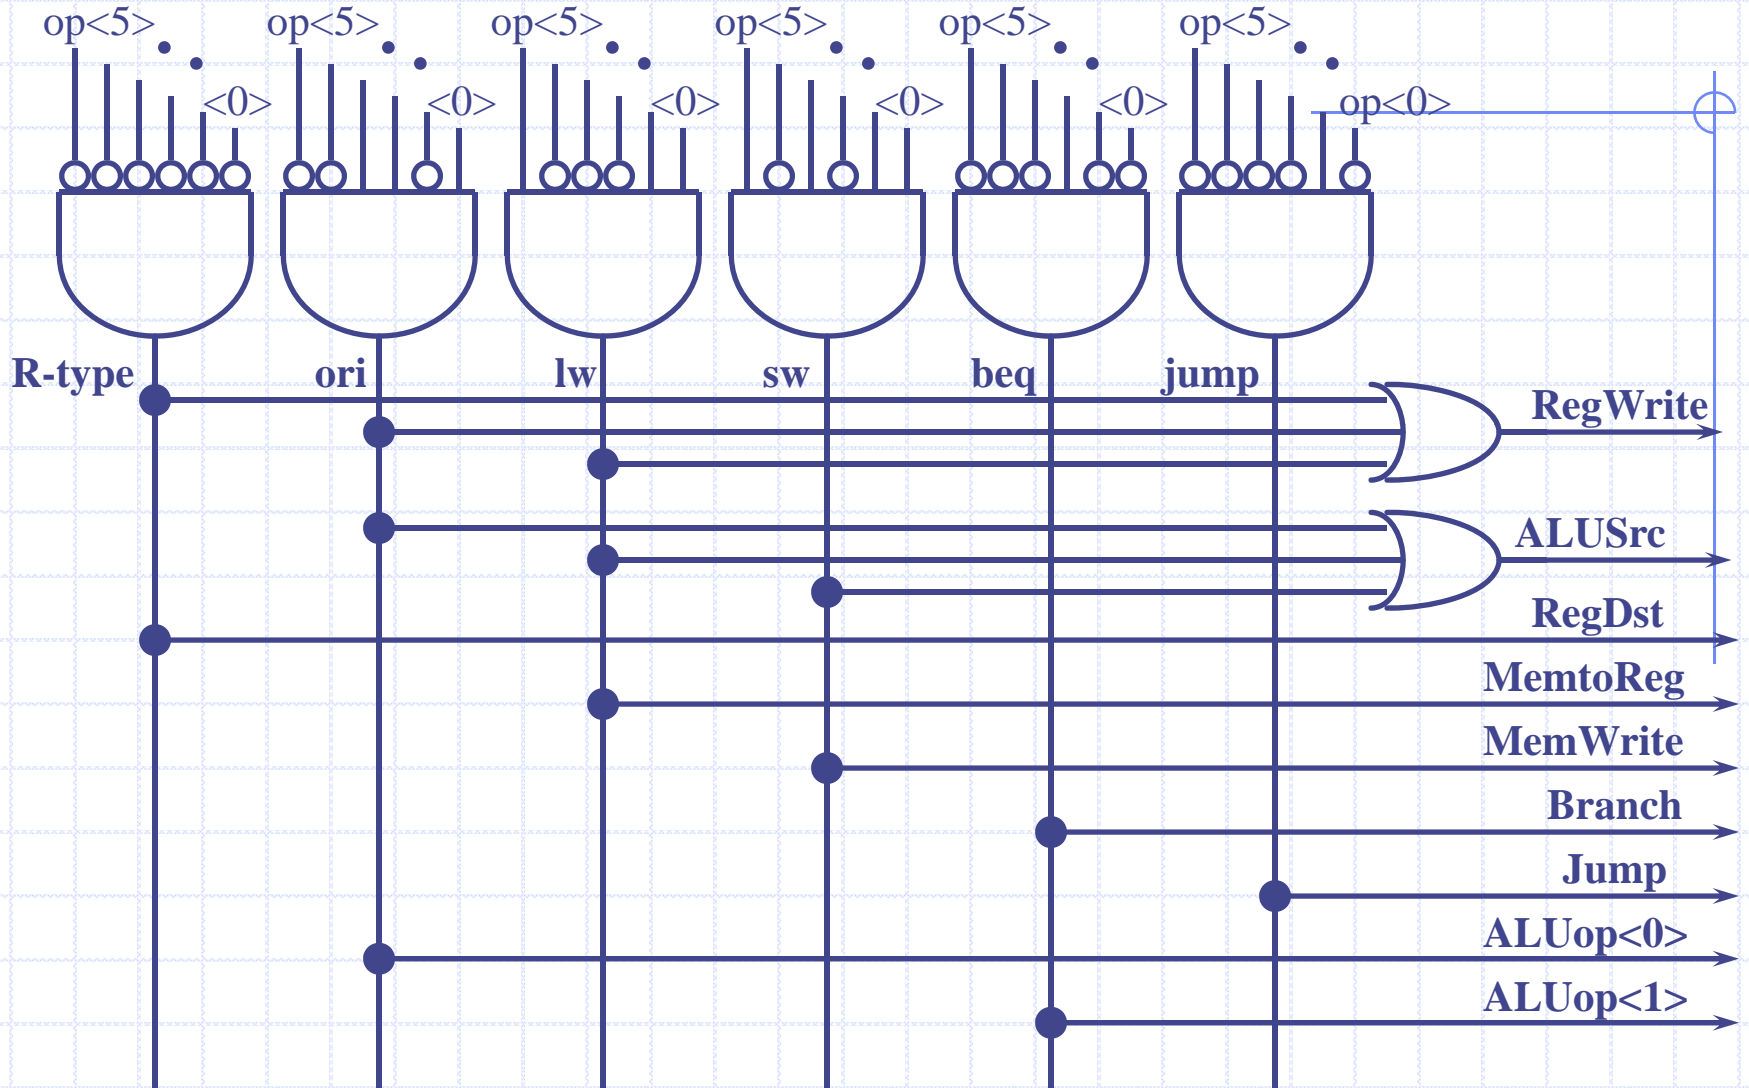 op<5> op<5> op<5> op<5> op<5> op<5>
<0> <0> <0> <0> <0> op<0>
R-type ori lw sw beq jump
RegWrite
ALUSrc
RegDst
MemtoReg
MemWrite
Branch
Jump
ALUop<0>
ALUop<1>